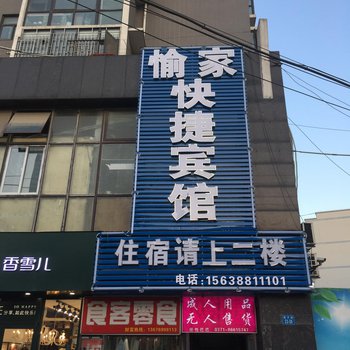 愉家
快捷宾馆
住宿请上二楼
电话:15638811101
香雪儿
食客零食
成人用品
无人售货